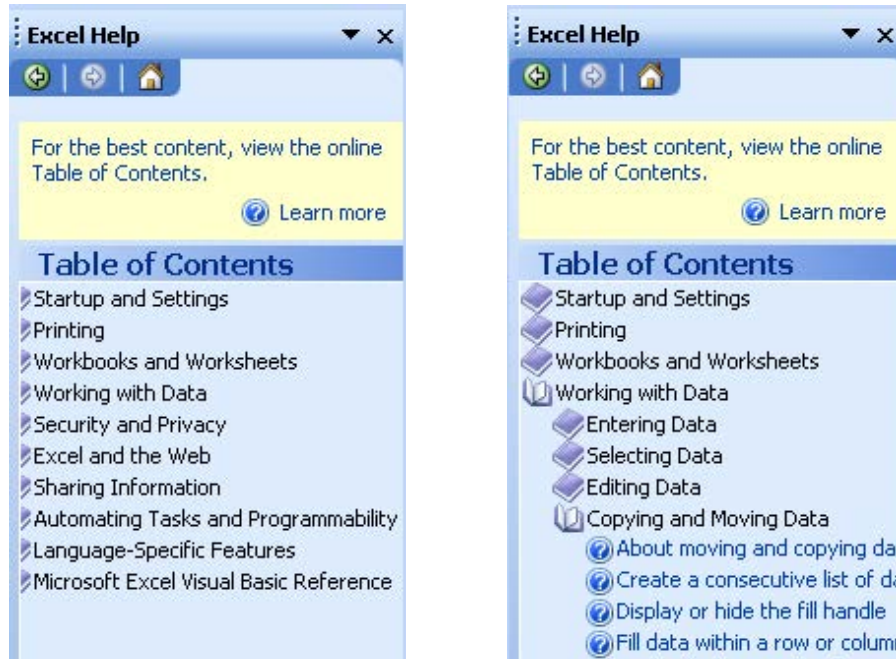 Excel Help
For the best content, view the online
Table of Contents.
Learn more
Table of Contents
Startup and Settings
Printing
Workbooks and Worksheets
Working with Data
Security and Privacy
Excel and the Web
Sharing Information
Automating Tasks and Programmability
Language-Specific Features
Microsoft Excel Visual Basic Reference
Excel Help
For the best content, view the online
Table of Contents.
Learn more
Table of Contents
Startup and Settings
Printing
Workbooks and Worksheets
Working with Data
Entering Data
Selecting Data
Editing Data
Copying and Moving Data
About moving and copying da
Create a consecutive list of da
Display or hide the fill handle
Fill data within a row or colum